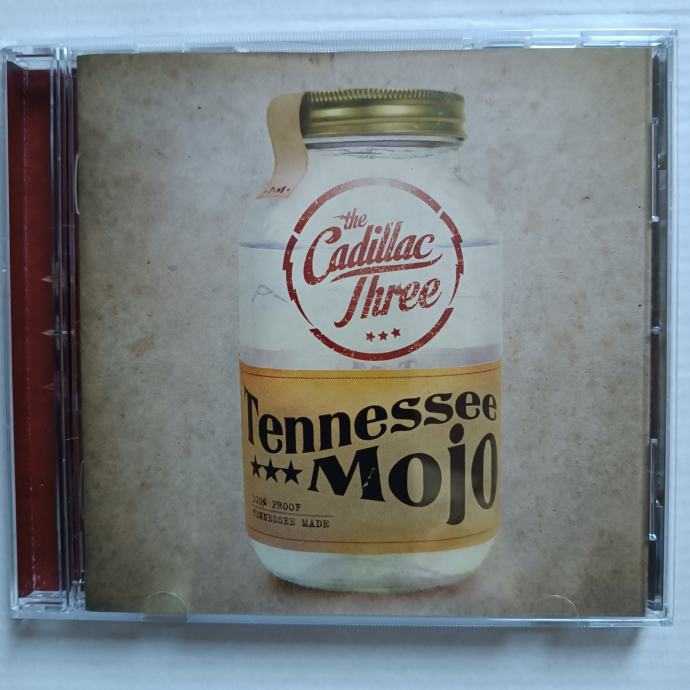 the
Cadillac
Three
Tennessee
Mojo
100% PROOF
TENNESSEE MADE